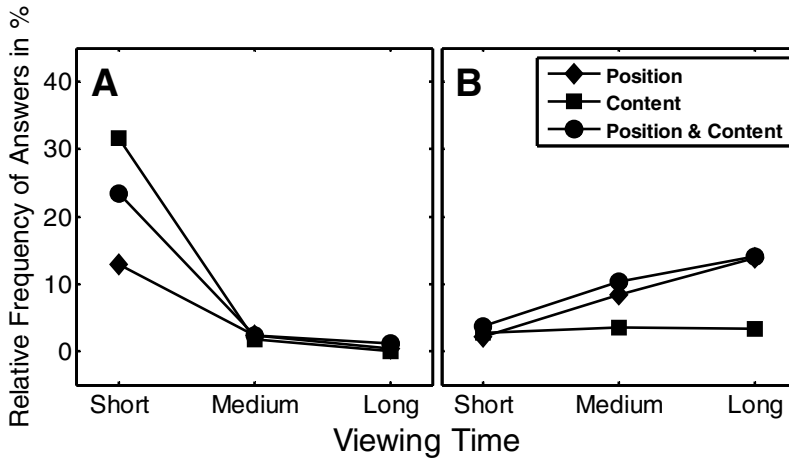 Relative Frequency of Answers in %
40
30
20
10
0
A
B
Position
Content
Position & Content
Short Medium Long
Short Medium Long
Viewing Time